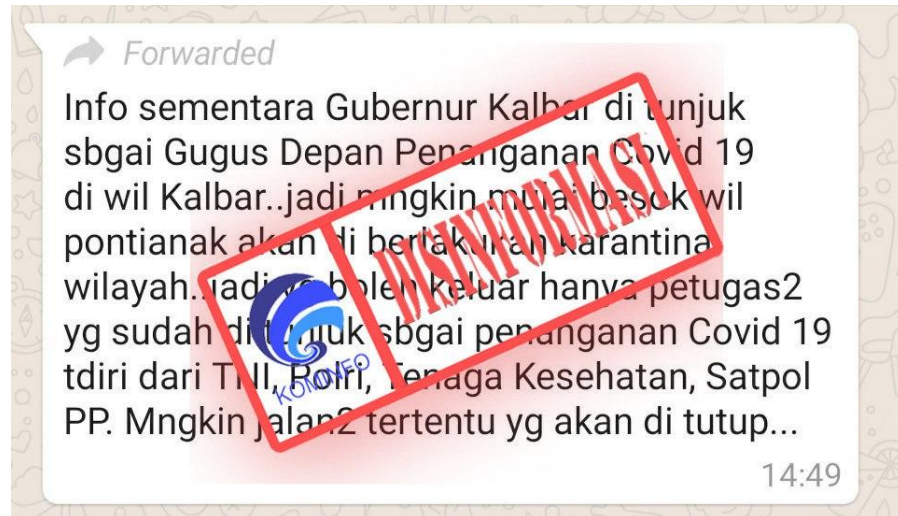 Forwarded
Info sementara Gubernur Kalbar di tunjuk
sbgai Gugus Depan Penanganan Covid 19
di wil Kalbar..jadi mngkin mulai besok wil
pontianak akan di berlakukan karantina
wilayah..jadi yg boleh keluar hanya petugas2
yg sudah di tunjuk sbgai penanganan Covid 19
tdiri dari TNI, Polri, Tenaga Kesehatan, Satpol
PP. Mngkin jalan2 tertentu yg akan di tutup...
14:49
DISINFORMASI
KOMINFO